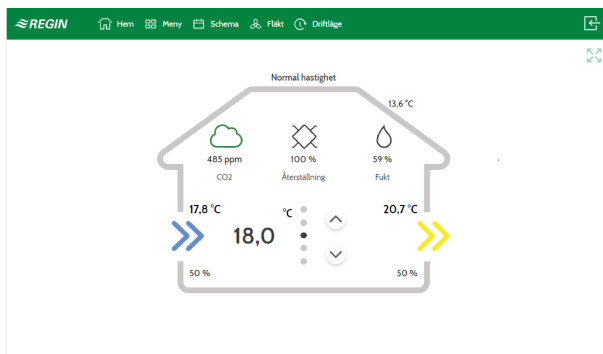 REGIN Hem Meny Schema Fläkt Driftläge
Normal hastighet
13,6 °C
485 ppm 100 % 59 %
CO2 Återställning Fukt
17,8 °C °C 20,7 °C
18,0
50 % 50 %